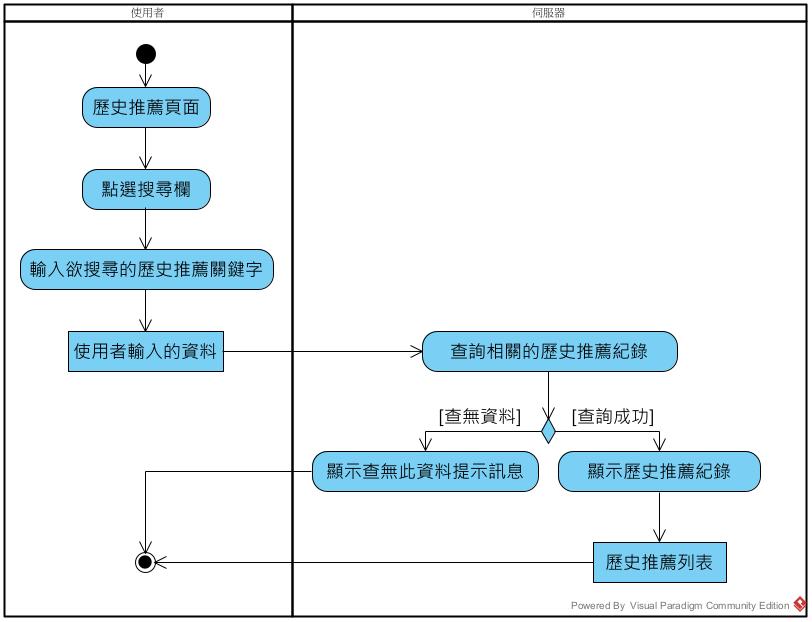 使用者
伺服器
歷史推薦頁面
點選搜尋欄
輸入欲搜尋的歷史推薦關鍵字
使用者輸入的資料
查詢相關的歷史推薦紀錄
[查無資料]
[查詢成功]
顯示查無此資料提示訊息
顯示歷史推薦紀錄
歷史推薦列表
Powered By Visual Paradigm Community Edition